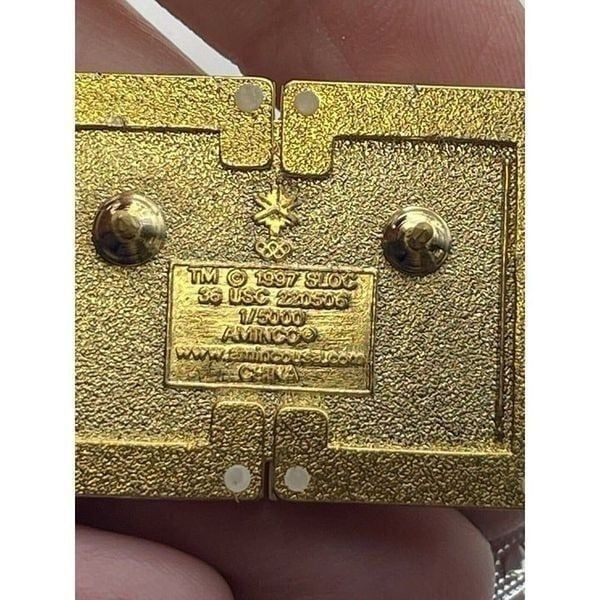 TM © 1997 SLOC
36 USC 220506
1/5000
AMINCO®
www.amincousa.com
CHINA